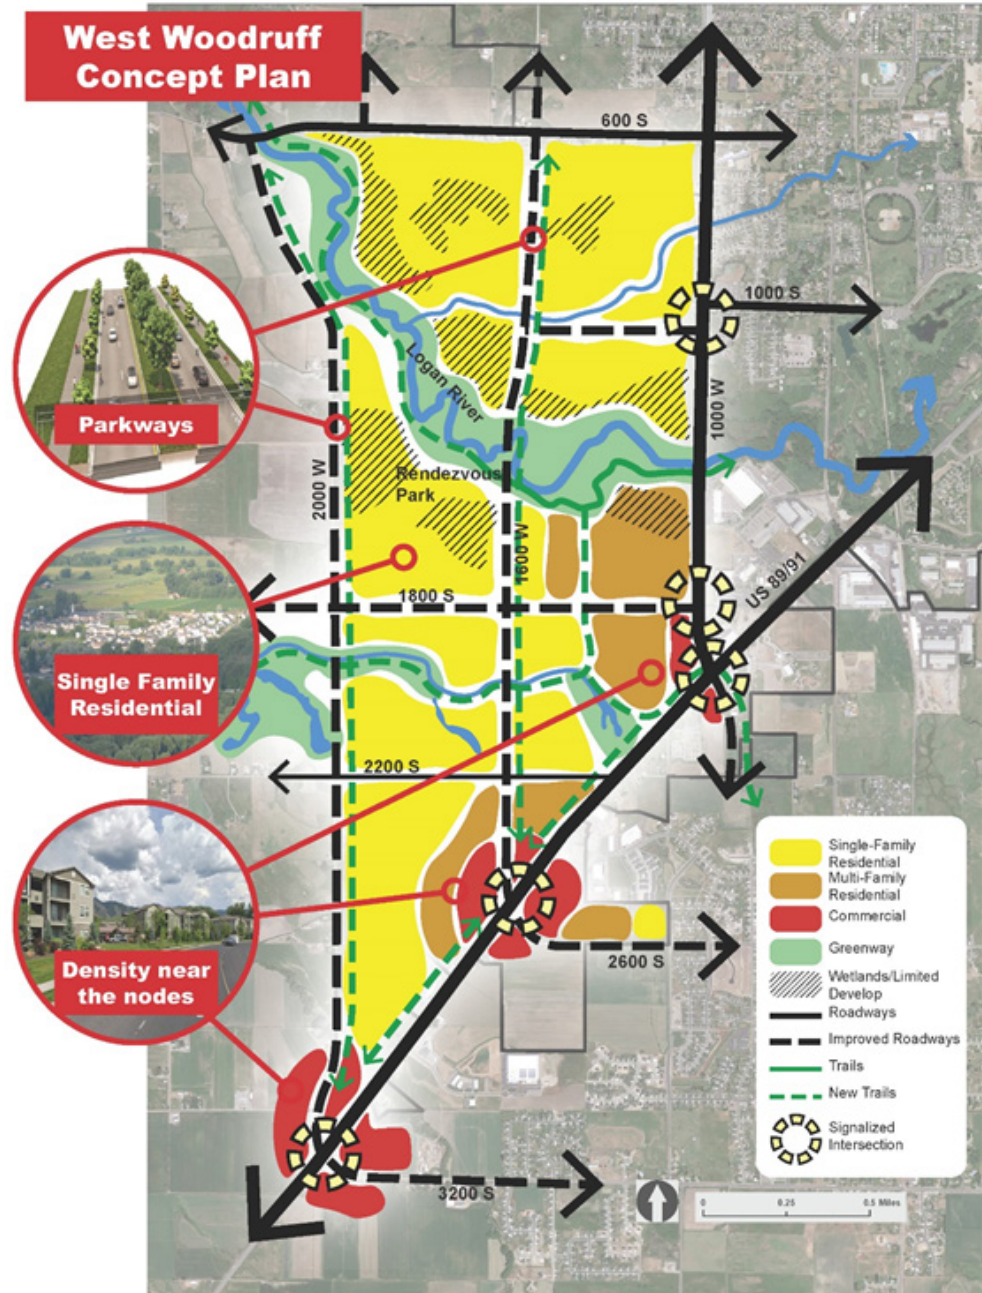 West Woodruff
Concept Plan
600 S
1000 S
Parkways
Logan River
1000 W
2000 W
Rendezvous
Park
1600 W
US 89/91
1800 S
Single Family
Residential
2200 S
Density near
the nodes
2600 S
3200 S
Single-Family
Residential
Multi-Family
Residential
Commercial
Greenway
Wetlands/Limited
Develop
Roadways
Improved Roadways
Trails
New Trails
Signalized
Intersection
0 0.25 0.5 Miles